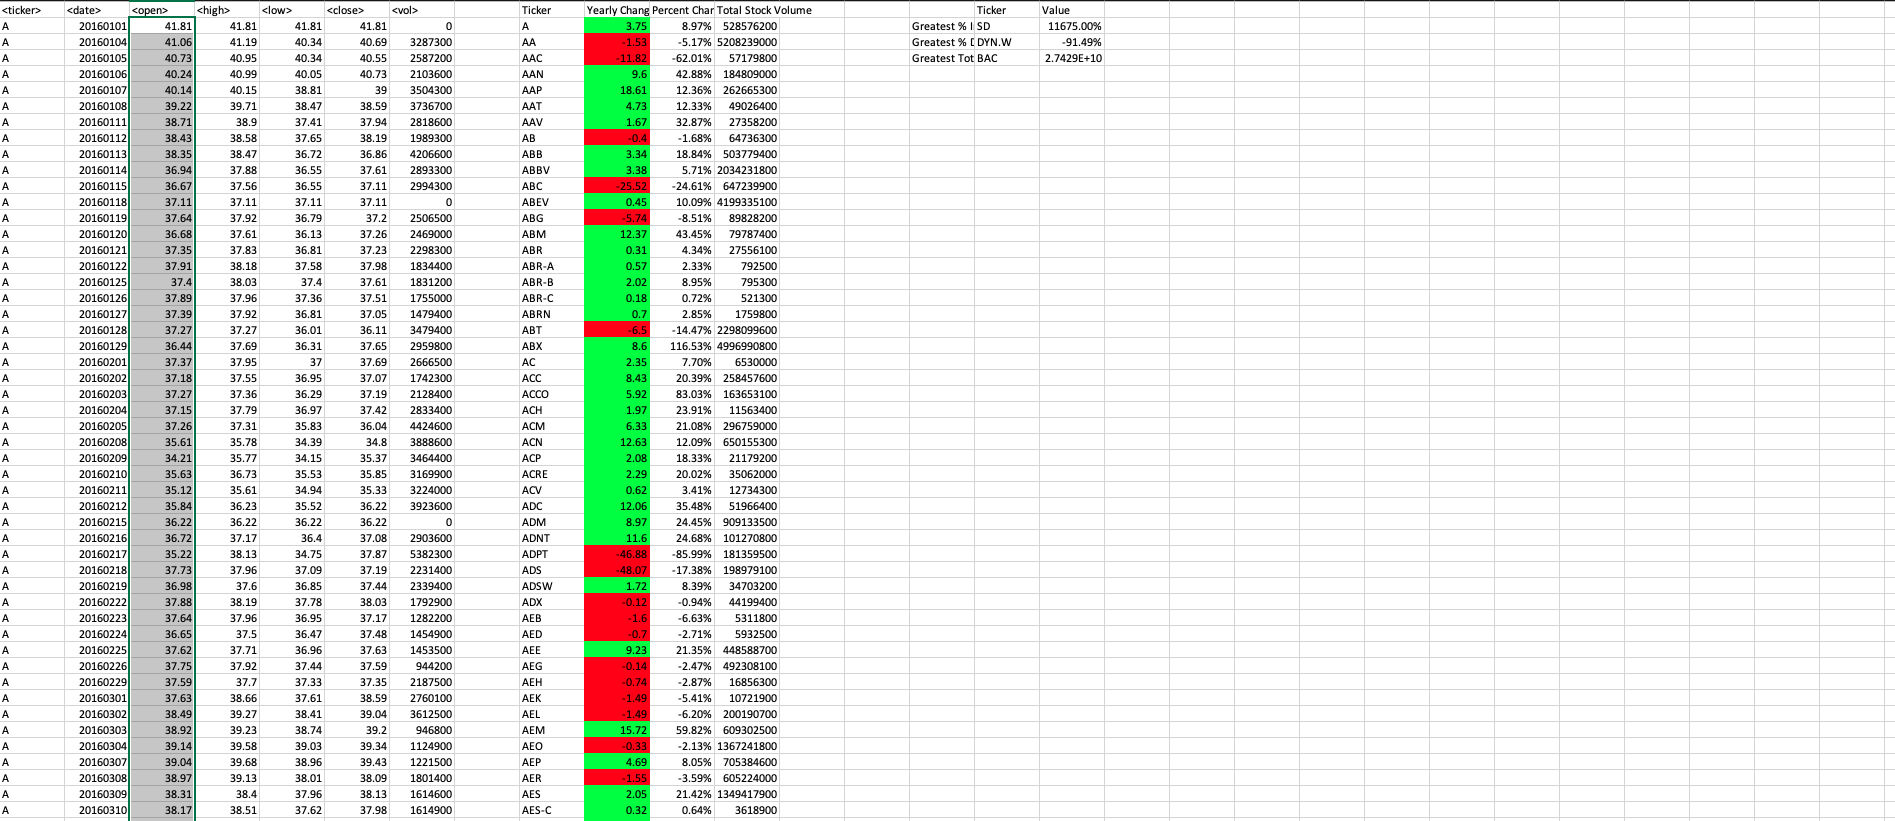 <ticker> <date> <open> <high> <low> <close> <vol> Ticker Yearly Chang Percent Char Total Stock Volume Ticker Value
A 20160101 41.81 41.81 41.81 41.81 0 A 3.75 8.97% 528576200 Greatest % I SD 11675.00%
A 20160104 41.06 41.19 40.34 40.69 3287300 AA -1.53 -5.17% 5208239000 Greatest % D DYN.W -91.49%
A 20160105 40.73 40.95 40.34 40.55 2587200 AAC -11.82 -62.01% 57179800 Greatest Tot BAC 2.7429E+10
A 20160106 40.24 40.99 40.05 40.73 2103600 AAN 9.6 42.88% 184809000
A 20160107 40.14 40.15 38.81 39 3504300 AAP 18.61 12.36% 262665300
A 20160108 39.22 39.71 38.47 38.59 3736700 AAT 4.73 12.33% 49026400
A 20160111 38.71 38.9 37.41 37.94 2818600 AAV 1.67 32.87% 27358200
A 20160112 38.43 38.58 37.65 38.19 1989300 AB -0.4 -1.68% 64736300
A 20160113 38.35 38.47 36.72 36.86 4206600 ABB 3.34 18.84% 503779400
A 20160114 36.94 37.88 36.55 37.61 2893300 ABBV 3.38 5.71% 2034231800
A 20160115 36.67 37.56 36.55 37.11 2994300 ABC -25.52 -24.61% 647239900
A 20160118 37.11 37.11 37.11 37.11 0 ABEV 0.45 10.09% 4199335100
A 20160119 37.64 37.92 36.79 37.2 2506500 ABG -5.74 -8.51% 89828200
A 20160120 36.68 37.61 36.13 37.26 2469000 ABM 12.37 43.45% 79787400
A 20160121 37.35 37.83 36.81 37.23 2298300 ABR 0.31 4.34% 27556100
A 20160122 37.91 38.18 37.58 37.98 1834400 ABR-A 0.57 2.33% 792500
A 20160125 37.4 38.03 37.4 37.61 1831200 ABR-B 2.02 8.95% 795300
A 20160126 37.89 37.96 37.36 37.51 1755000 ABR-C 0.18 0.72% 521300
A 20160127 37.39 37.92 36.81 37.05 1479400 ABRN 0.7 2.85% 1759800
A 20160128 37.27 37.27 36.01 36.11 3479400 ABT -6.5 -14.47% 2298099600
A 20160129 36.44 37.69 36.31 37.65 2959800 ABX 8.6 116.53% 4996990800
A 20160201 37.37 37.95 37 37.69 2666500 AC 2.35 7.70% 6530000
A 20160202 37.18 37.55 36.95 37.07 1742300 ACC 8.43 20.39% 258457600
A 20160203 37.27 37.36 36.29 37.19 2128400 ACCO 5.92 83.03% 163653100
A 20160204 37.15 37.79 36.97 37.42 2833400 ACH 1.97 23.91% 11563400
A 20160205 37.26 37.31 35.83 36.04 4424600 ACM 6.33 21.08% 296759000
A 20160208 35.61 35.78 34.39 34.8 3888600 ACN 12.63 12.09% 650155300
A 20160209 34.21 35.77 34.15 35.37 3464400 ACP 2.08 18.33% 21179200
A 20160210 35.63 36.73 35.53 35.85 3169900 ACRE 2.29 20.02% 35062000
A 20160211 35.12 35.61 34.94 35.33 3224000 ACV 0.62 3.41% 12734300
A 20160212 35.84 36.23 35.52 36.22 3923600 ADC 12.06 35.48% 51966400
A 20160215 36.22 36.22 36.22 36.22 0 ADM 8.97 24.45% 909133500
A 20160216 36.72 37.17 36.4 37.08 2903600 ADNT 11.6 24.68% 101270800
A 20160217 35.22 38.13 34.75 37.87 5382300 ADPT -46.88 -85.99% 181359500
A 20160218 37.73 37.96 37.09 37.19 2231400 ADS -48.07 -17.38% 198979100
A 20160219 36.98 37.6 36.85 37.44 2339400 ADSW 1.72 8.39% 34703200
A 20160222 37.88 38.19 37.78 38.03 1792900 ADX -0.12 -0.94% 44199400
A 20160223 37.64 37.96 36.95 37.17 1282200 AEB -1.6 -6.63% 5311800
A 20160224 36.65 37.5 36.47 37.48 1454900 AED -0.7 -2.71% 5932500
A 20160225 37.62 37.71 36.96 37.63 1453500 AEE 9.23 21.35% 448588700
A 20160226 37.75 37.92 37.44 37.59 944200 AEG -0.14 -2.47% 492308100
A 20160229 37.59 37.7 37.33 37.35 2187500 AEH -0.74 -2.87% 16856300
A 20160301 37.63 38.66 37.61 38.59 2760100 AEK -1.49 -5.41% 10721900
A 20160302 38.49 39.27 38.41 39.04 3612500 AEL -1.49 -6.20% 200190700
A 20160303 38.92 39.23 38.74 39.2 946800 AEM 15.72 59.82% 609302500
A 20160304 39.14 39.58 39.03 39.34 1124900 AEO -0.33 -2.13% 1367241800
A 20160307 39.04 39.68 38.96 39.43 1221500 AEP 4.69 8.05% 705384600
A 20160308 38.97 39.13 38.01 38.09 1801400 AER -1.55 -3.59% 605224000
A 20160309 38.31 38.4 37.96 38.13 1614600 AES 2.05 21.42% 1349417900
A 20160310 38.17 38.51 37.62 37.98 1614900 AES-C 0.32 0.64% 3618900